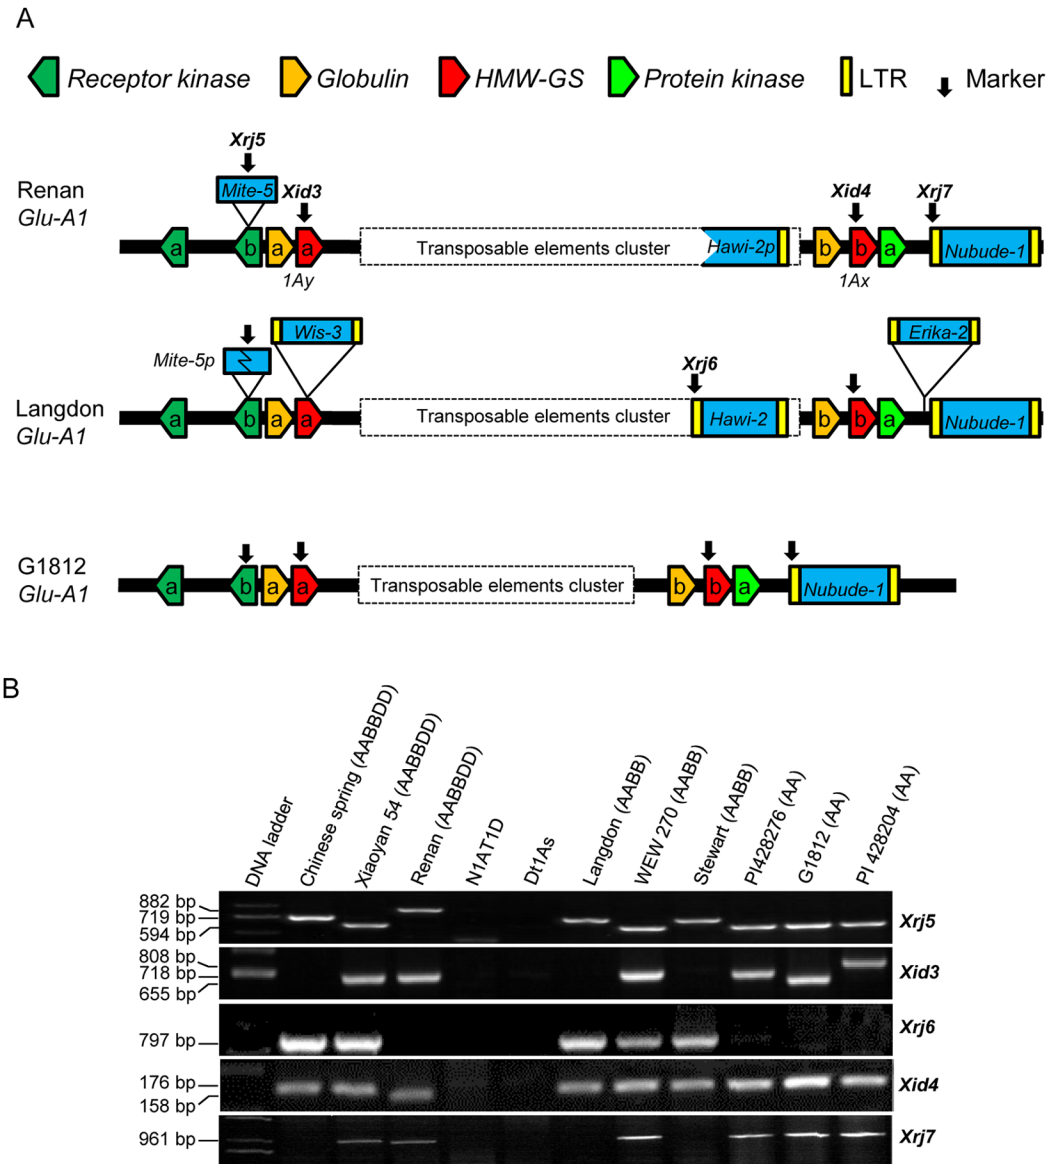 A
Receptor kinase Globulin HMW-GS Protein kinase LTR Marker
Xrj5
Renan
Glu-A1
Mite-5 Xid3 Xid4 Xrj7
a b a a Transposable elements cluster Hawi-2p b b a Nubude-1
1Ay 1Ax
Wis-3 Erika-2
Mite-5p
Xrj6
Langdon
Glu-A1
a b a a Transposable elements cluster Hawi-2 b b a Nubude-1
G1812
Glu-A1
a b a a Transposable elements cluster b b a Nubude-1
B
DNA ladder
Chinese spring (AABBDD)
Xiaoyan 54 (AABBDD)
Renan (AABBDD)
N1AT1D
Dt1As
Langdon (AABB)
WEW 270 (AABB)
Stewart (AABB)
PI428276 (AA)
G1812 (AA)
PI 428204 (AA)
882 bp
719 bp
594 bp
Xrj5
808 bp
718 bp
655 bp
Xid3
797 bp
Xrj6
176 bp
158 bp
Xid4
961 bp
Xrj7